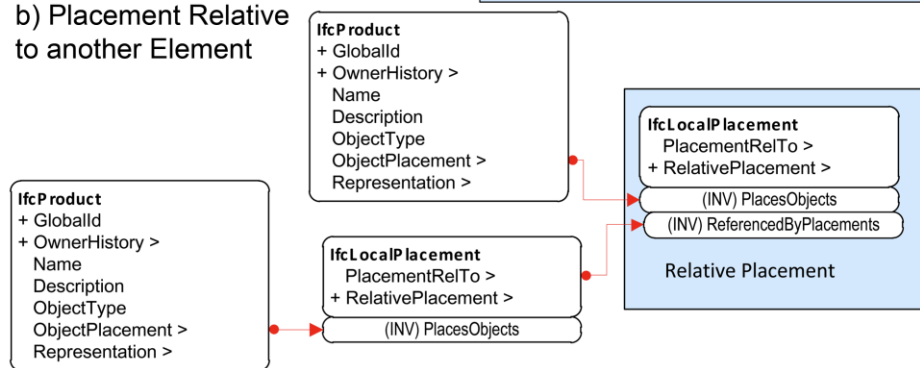 b) Placement Relative
to another Element
IfcProduct
+ GlobalId
+ OwnerHistory >
Name
Description
ObjectType
ObjectPlacement >
Representation >
IfcLocalPlacement
PlacementRelTo >
+ RelativePlacement >
(INV) PlacesObjects
(INV) ReferencedByPlacements
Relative Placement
IfcProduct
+ GlobalId
+ OwnerHistory >
Name
Description
ObjectType
ObjectPlacement >
Representation >
IfcLocalPlacement
PlacementRelTo >
+ RelativePlacement >
(INV) PlacesObjects